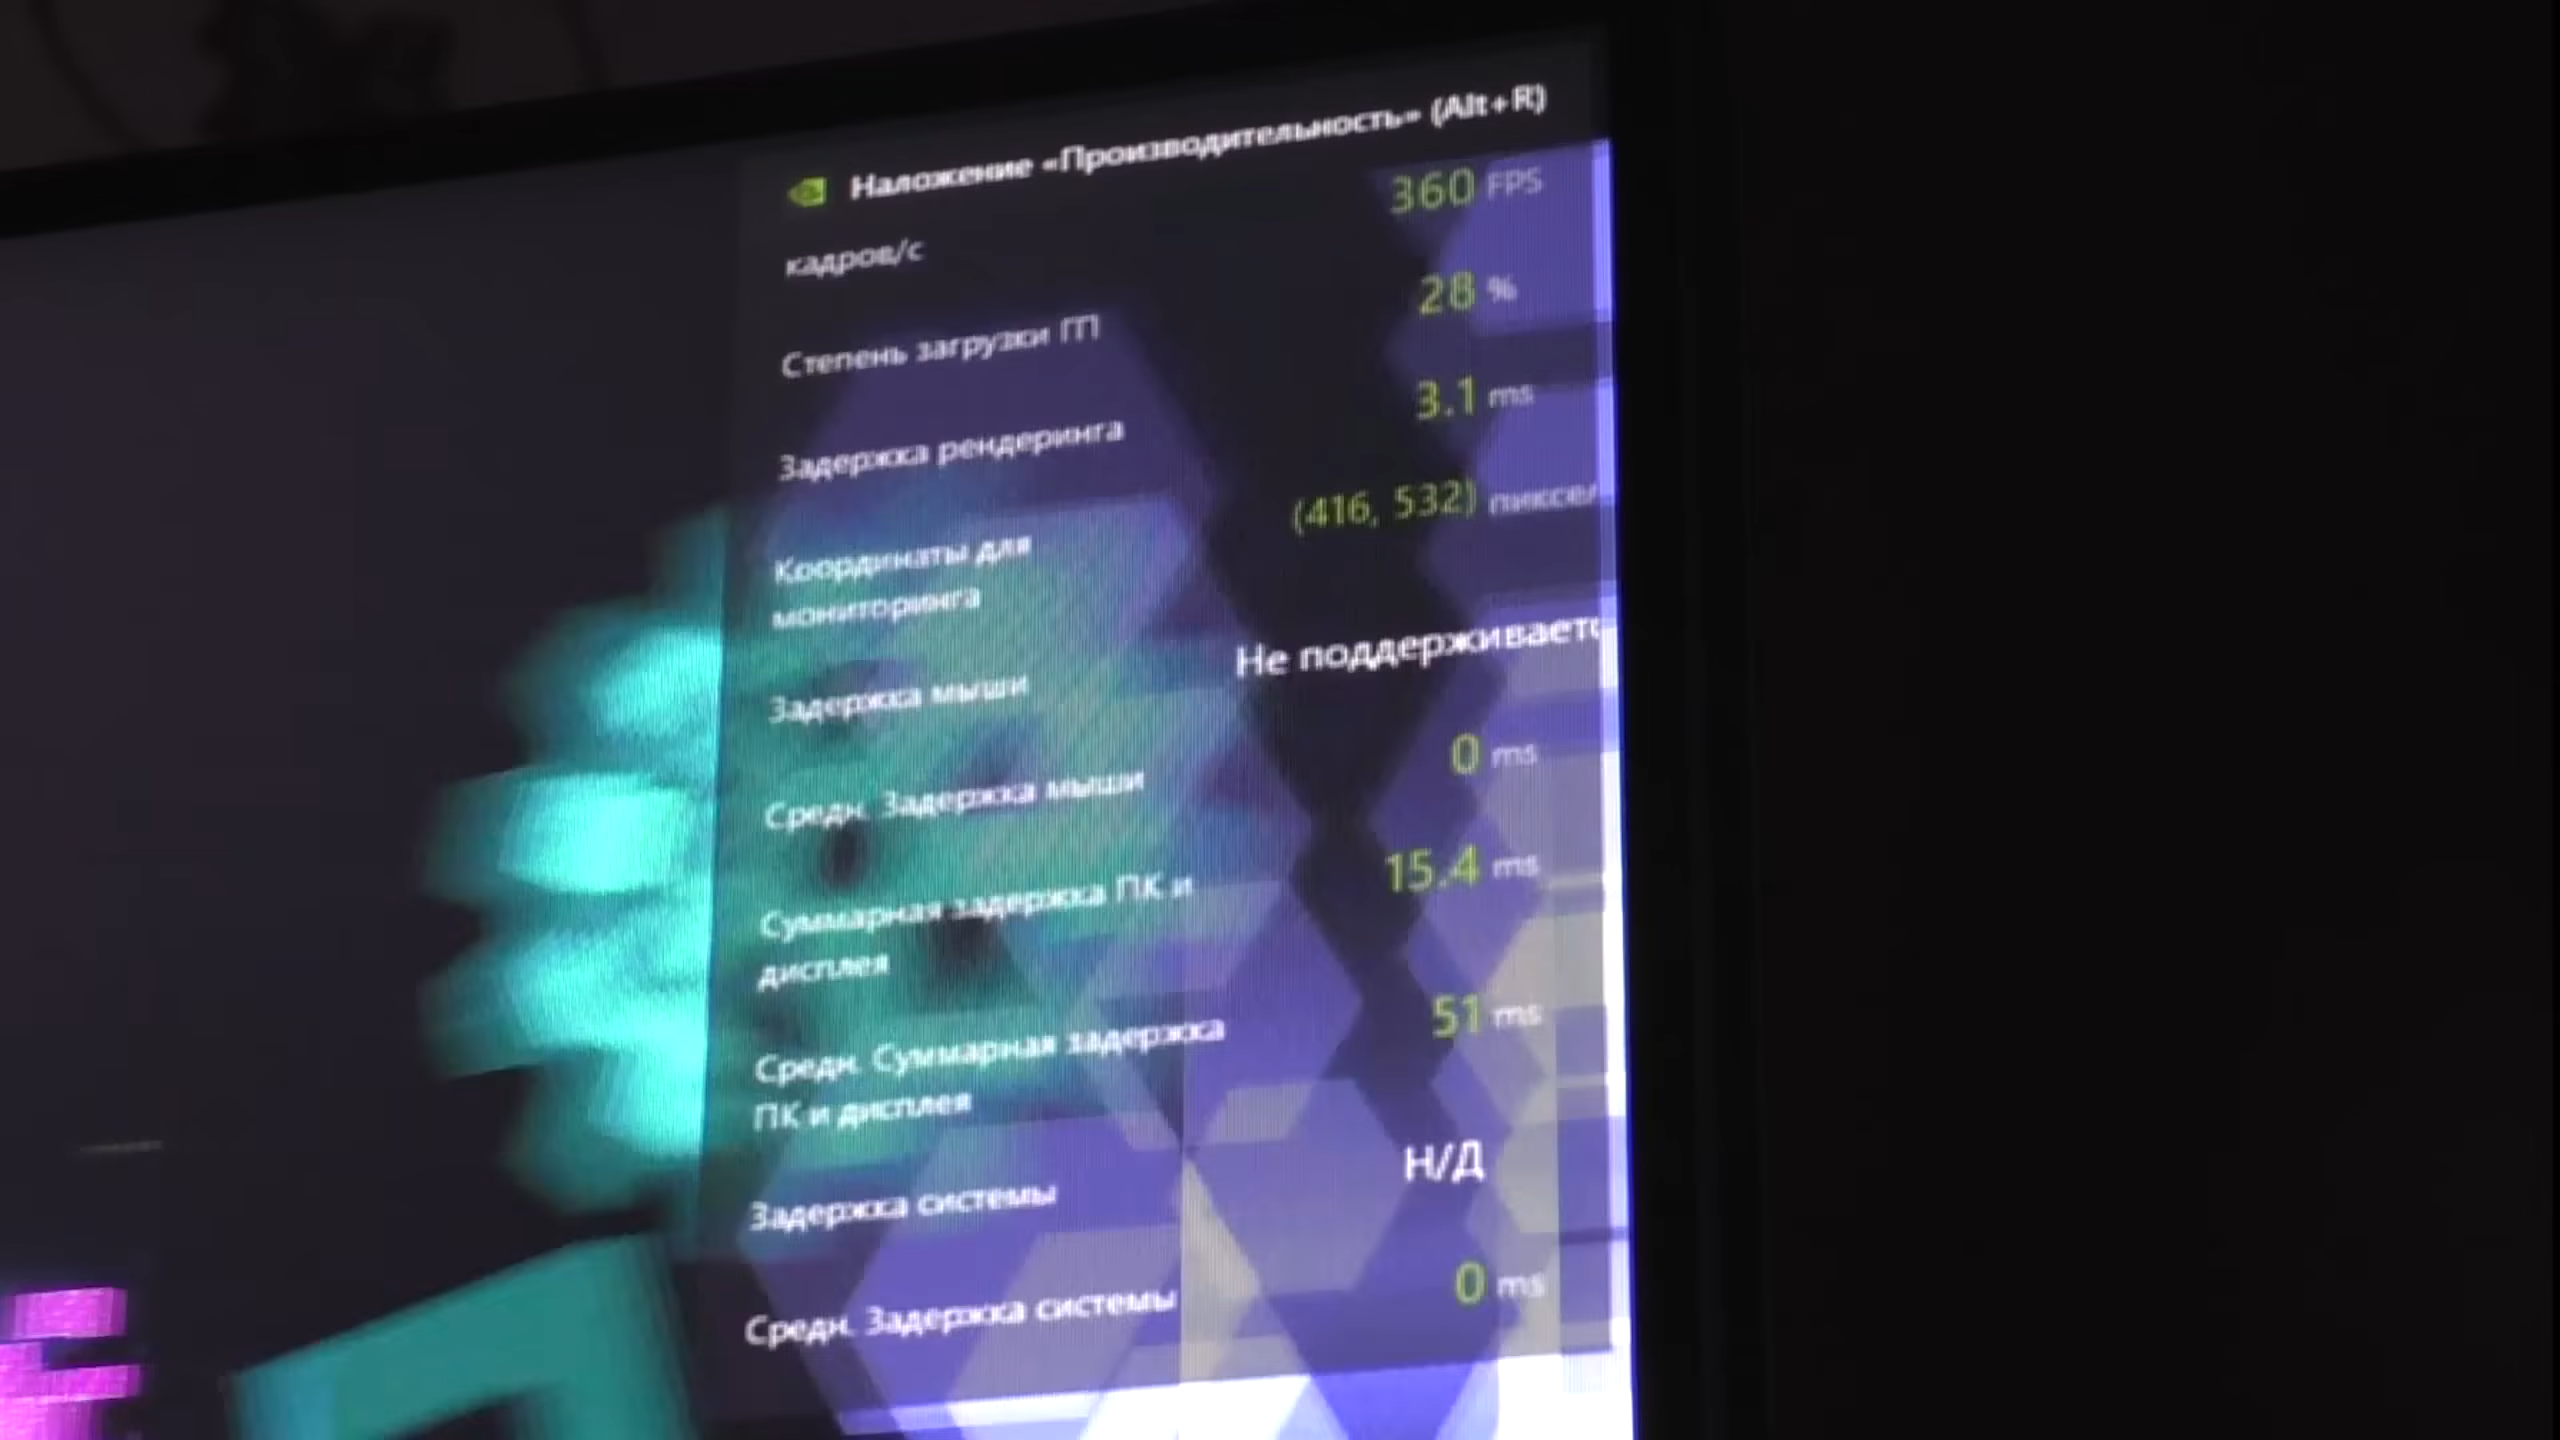 Наложение «Производительность» (Alt+R)
кадров/с 360 FPS
Степень загрузки ГП 28 %
Задержка рендеринга 3.1 ms
Координаты для (416, 532) пиксел
мониторинга
Задержка мыши Не поддерживаетс
Средн. Задержка мыши 0 ms
Суммарная задержка ПК и 15.4 ms
дисплея
Средн. Суммарная задержка 51 ms
ПК и дисплея
Задержка системы Н/Д
Средн. Задержка системы 0 ms